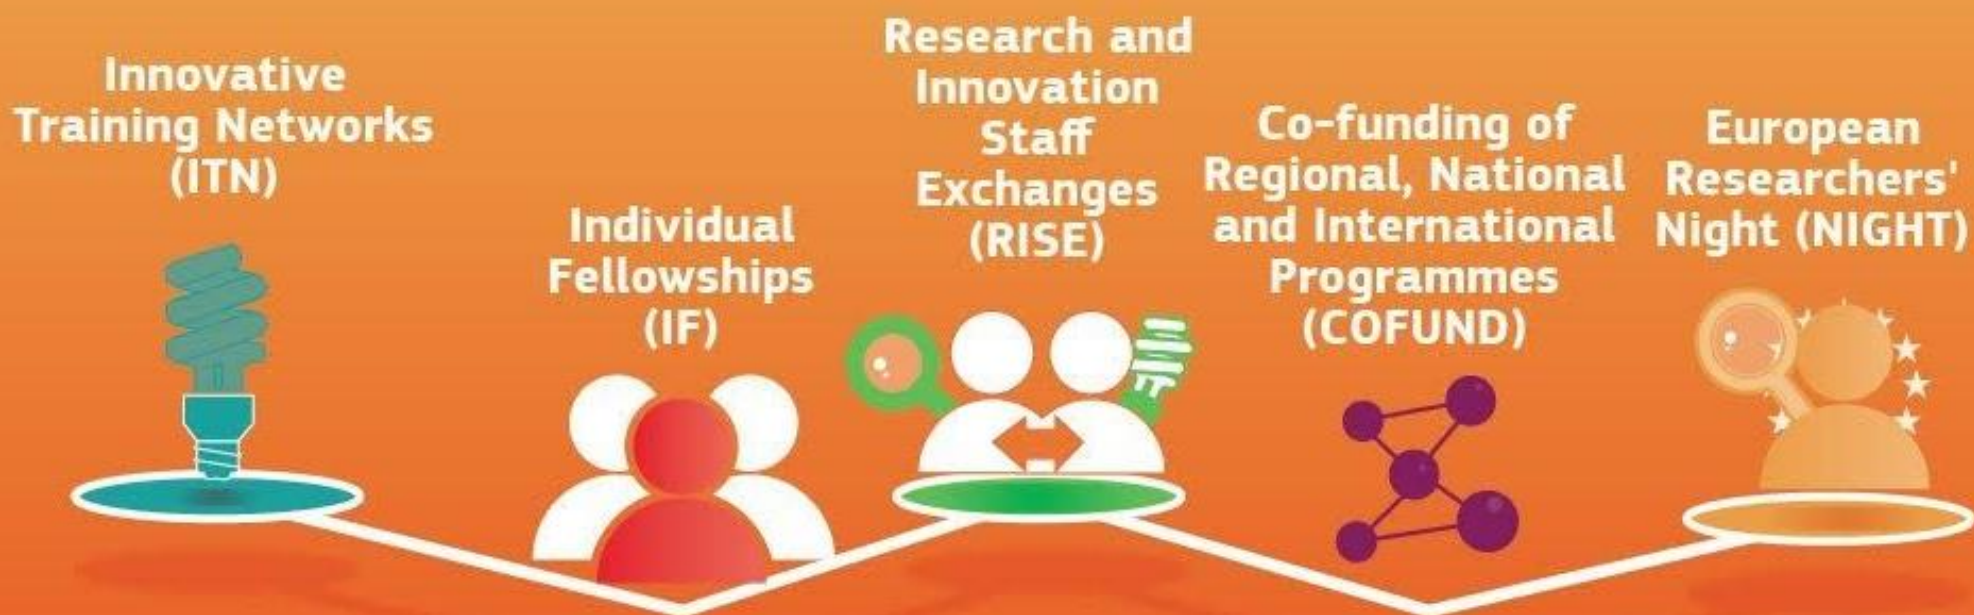 Innovative
Training Networks
(ITN)
Individual
Fellowships
(IF)
Research and
Innovation
Staff
Exchanges
(RISE)
Co-funding of
Regional, National
and International
Programmes
(COFUND)
European
Researchers'
Night (NIGHT)